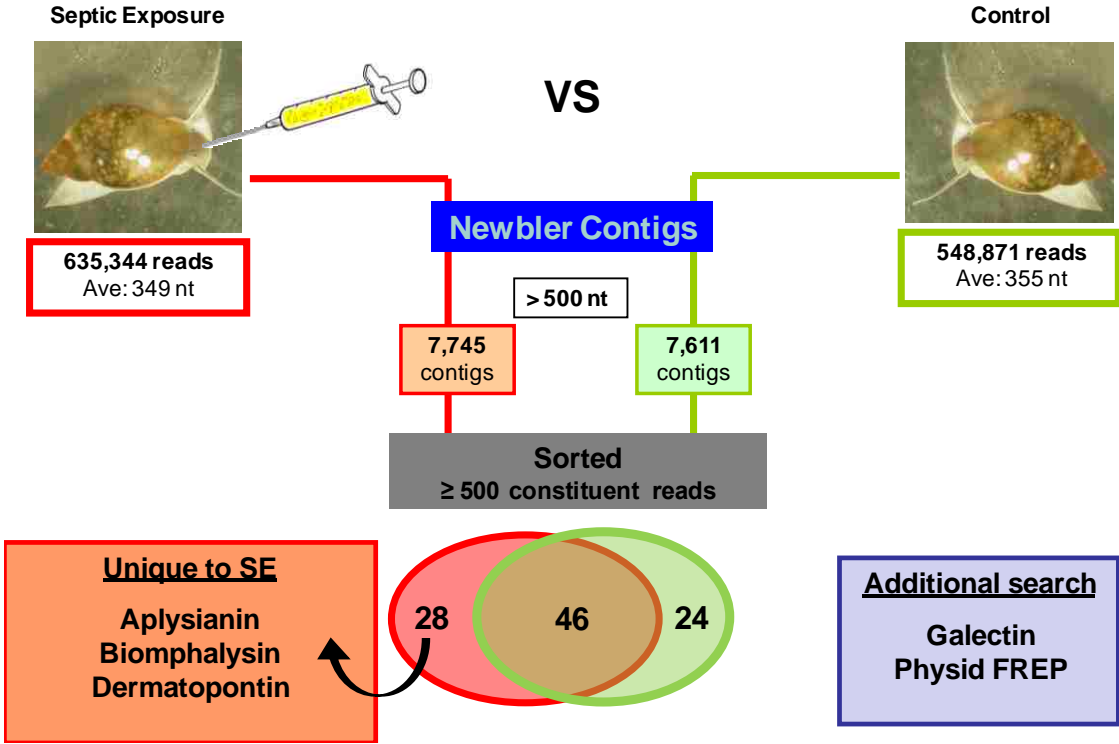 Septic Exposure
Control
VS
635,344 reads
Ave: 349 nt
548,871 reads
Ave: 355 nt
Newbler Contigs
> 500 nt
7,745
contigs
7,611
contigs
Sorted
≥ 500 constituent reads
Unique to SE
Aplysianin
Biomphalysin
Dermatopontin
28
46
24
Additional search
Galectin
Physid FREP